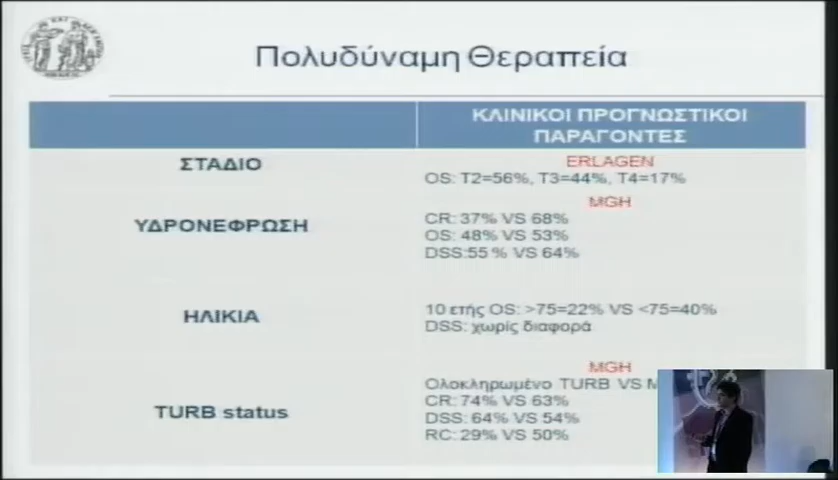 Πολυδύναμη Θεραπεία
ΚΛΙΝΙΚΟΙ ΠΡΟΓΝΩΣΤΙΚΟΙ
ΠΑΡΑΓΟΝΤΕΣ
ΣΤΑΔΙΟ
ERLAGEN
OS: T2=56%, T3=44%, T4=17%
ΥΔΡΟΝΕΦΡΩΣΗ
MGH
CR: 37% VS 68%
OS: 48% VS 53%
DSS:55 % VS 64%
ΗΛΙΚΙΑ
10 ετής OS: >75=22% VS <75=40%
DSS: χωρίς διαφορά
TURB status
MGH
Ολοκληρωμένο TURB VS
CR: 74% VS 63%
DSS: 64% VS 54%
RC: 29% VS 50%